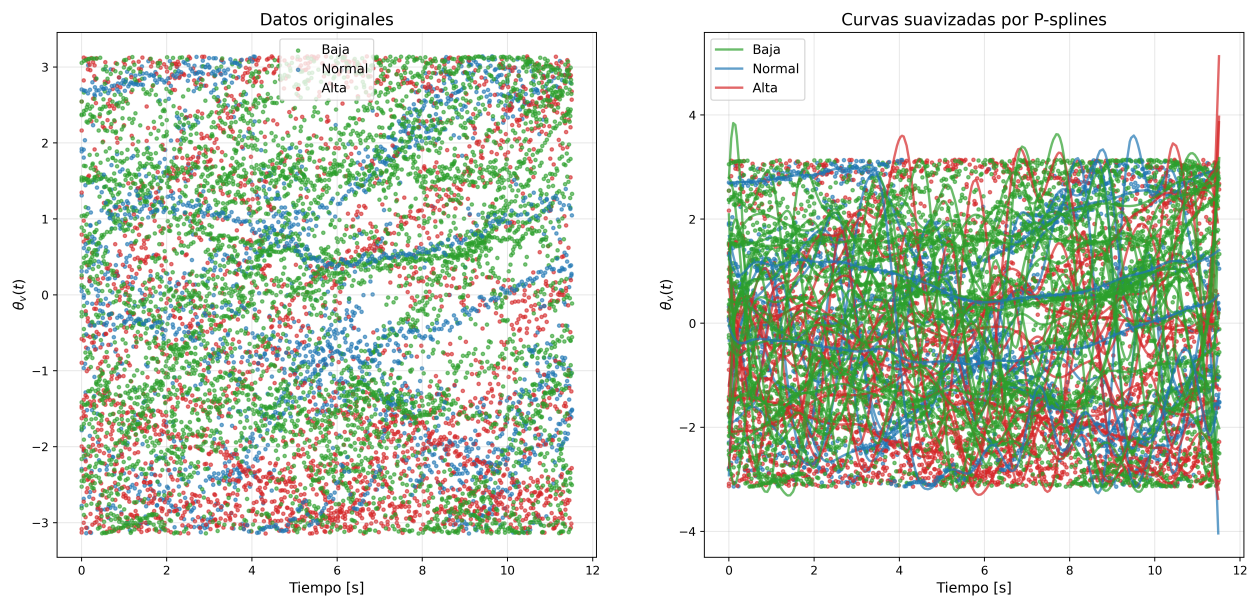 Datos originales
Baja
Normal
Alta
3
2
1
0
−1
−2
−3
θv(t)
0
2
4
6
8
10
12
Tiempo [s]
Curvas suavizadas por P-splines
Baja
Normal
Alta
4
2
0
−2
−4
θv(t)
0
2
4
6
8
10
12
Tiempo [s]